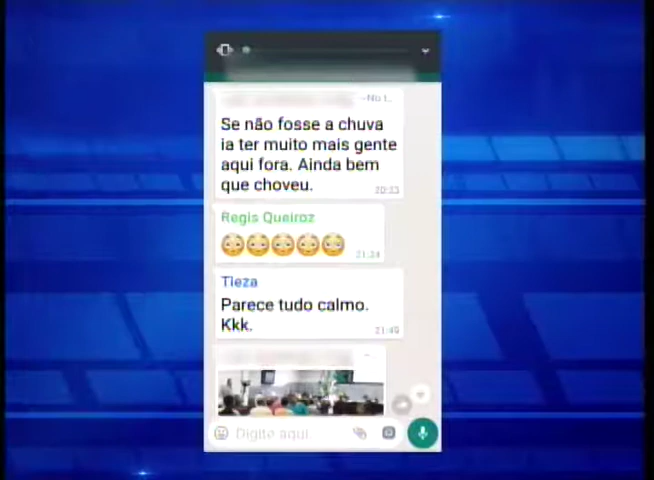 Se não fosse a chuva
ia ter muito mais gente
aqui fora. Ainda bem
que choveu.
20:23
Regis Queiroz
😳😳😳😳😳
21:24
Tieza
Parece tudo calmo.
Kkk.
21:49
Digite aqui